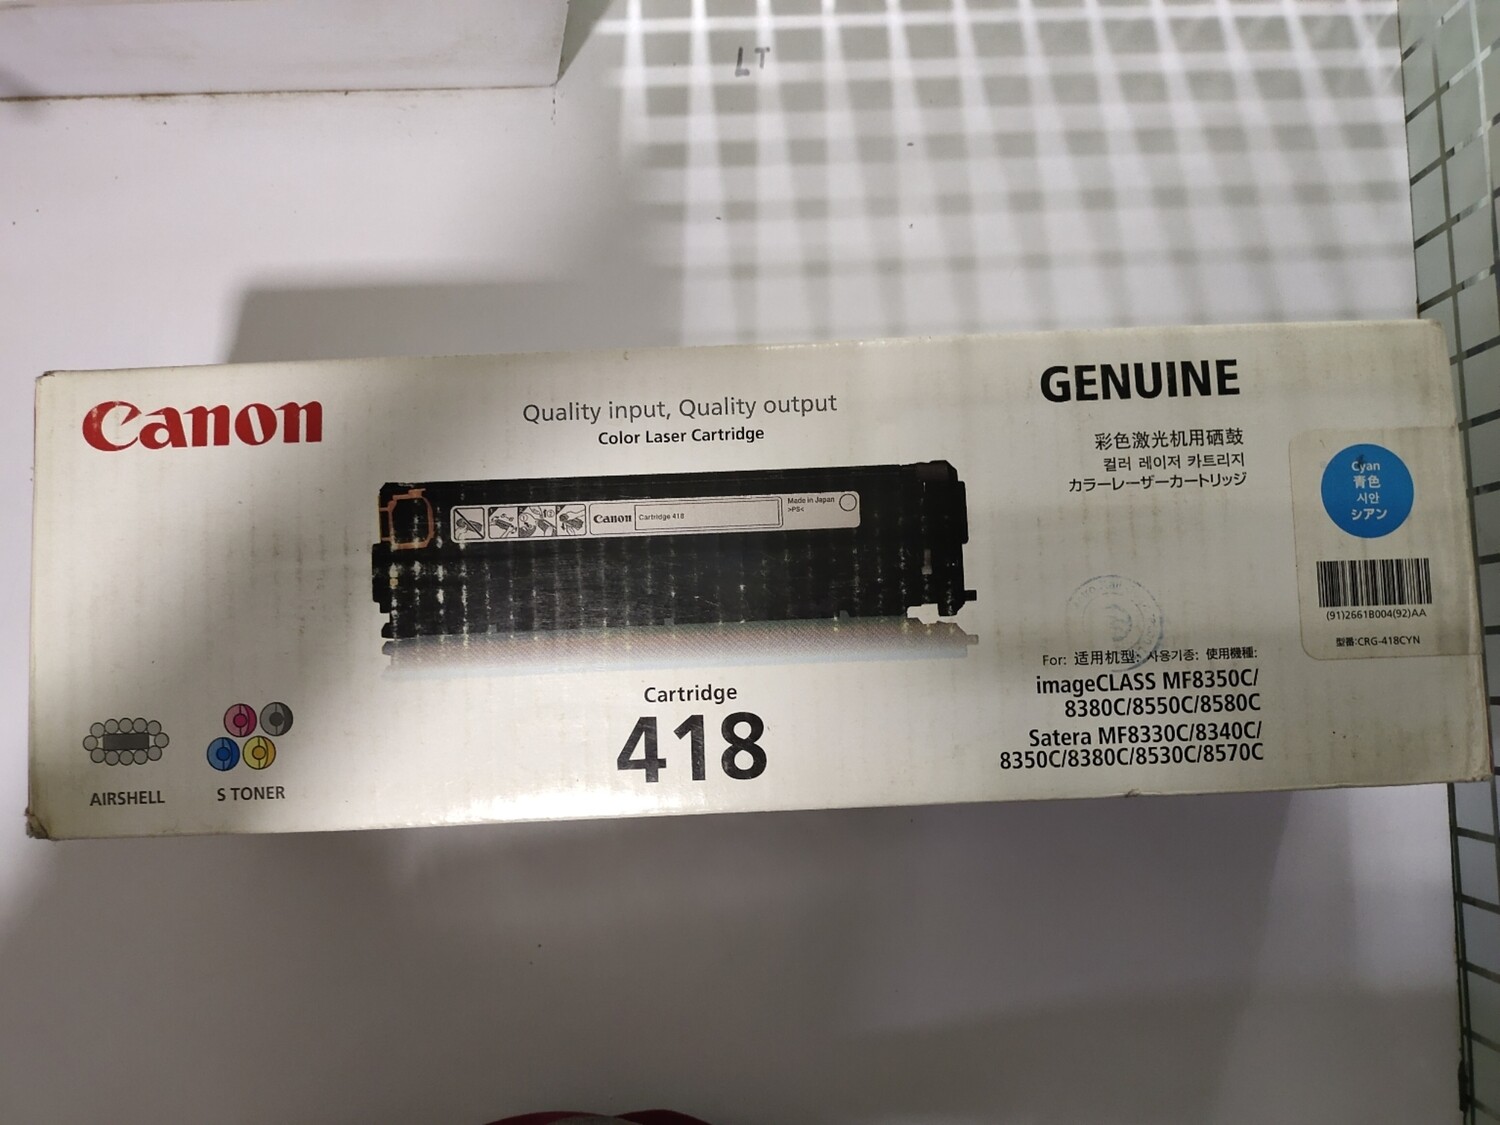 LT
Canon
Quality input, Quality output
Color Laser Cartridge
GENUINE
彩色激光机用硒鼓
컬러 레이저 카트리지
カラーレーザーカートリッジ
Canon
Cartridge 418
Made in Japan
>PS<
Cyan
青色
시안
シアン
(91)2661B004(92)AA
型番:CRG-418CYN
For: 适用机型: 사용기종: 使用機種:
imageCLASS MF8350C/
8380C/8550C/8580C
Satera MF8330C/8340C/
8350C/8380C/8530C/8570C
Cartridge
418
AIRSHELL
S TONER